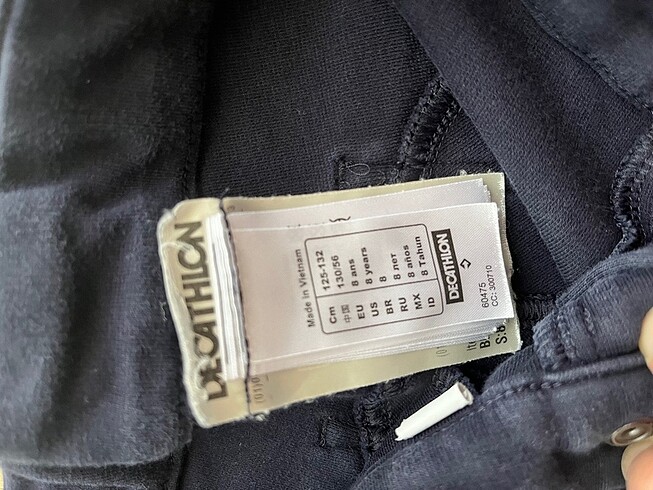 DECATHLON
Made in Vietnam
Cm 125-132
中国 130/56
EU 8 ans
US 8 years
BR 8
RU 8 лет
MX 8 años
ID 8 Tahun
DECATHLON
60475
CC: 300710